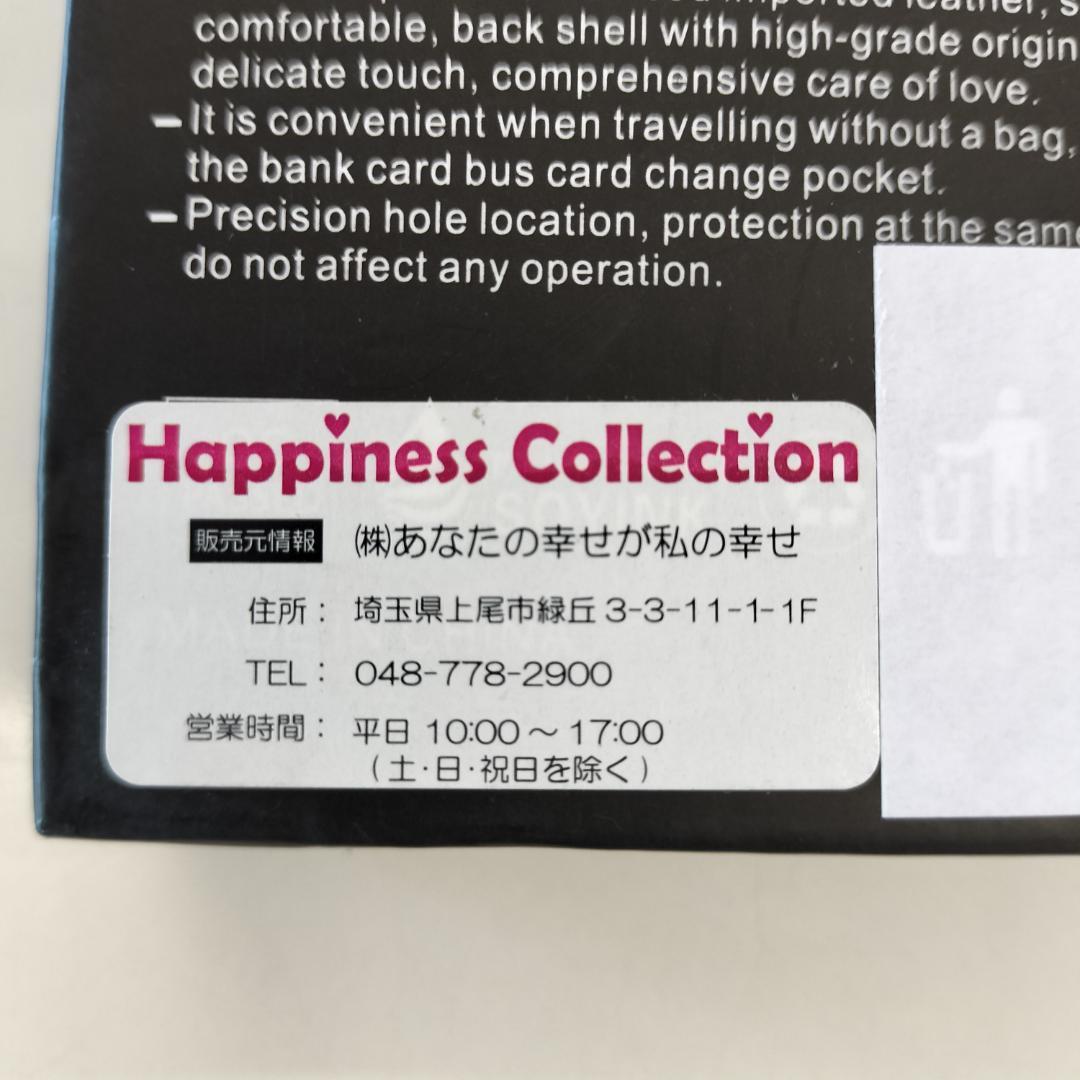 imported leather, s
comfortable, back shell with high-grade origin
delicate touch, comprehensive care of love.
－It is convenient when travelling without a bag,
the bank card bus card change pocket.
－Precision hole location, protection at the same
do not affect any operation.
Happiness Collection
販売元情報 ㈱あなたの幸せが私の幸せ
SOYINK
住所： 埼玉県上尾市緑丘3-3-11-1-1F
TEL： 048-778-2900
営業時間： 平日 10:00～17:00
(土・日・祝日を除く)